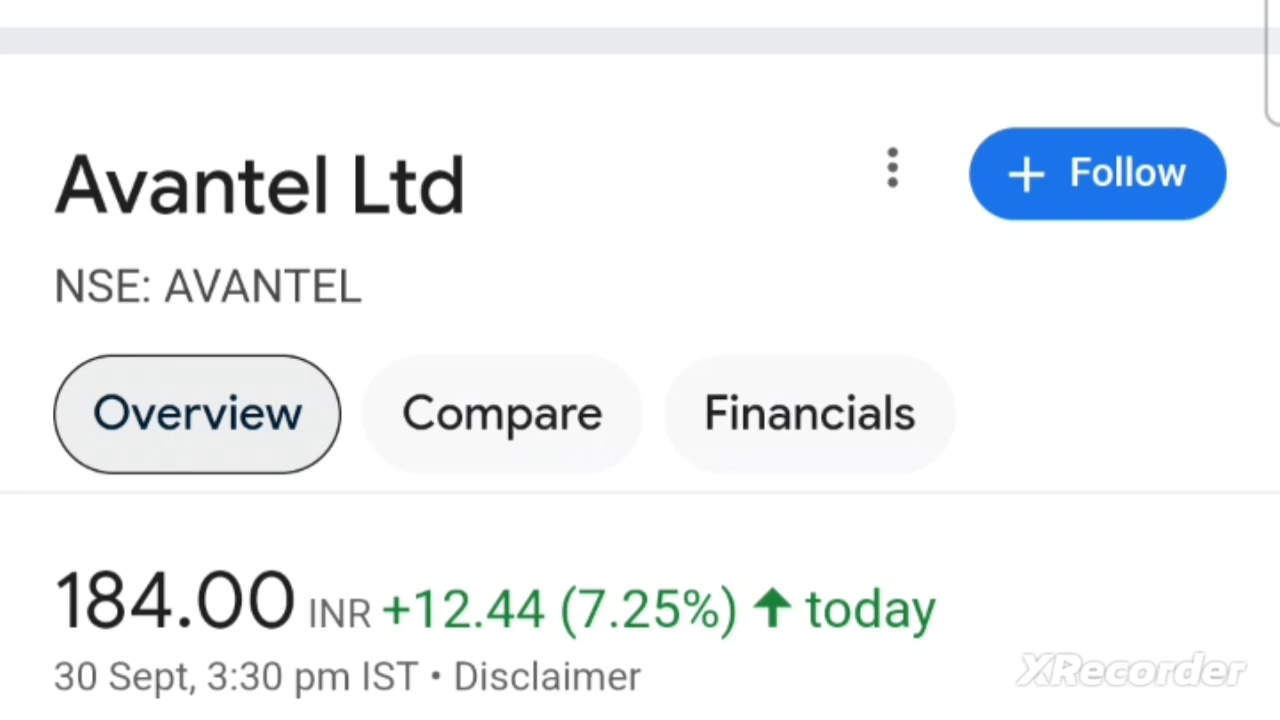 Avantel Ltd
+ Follow
NSE: AVANTEL
Overview Compare Financials
184.00 INR +12.44 (7.25%) ↑ today
30 Sept, 3:30 pm IST • Disclaimer
XRecorder